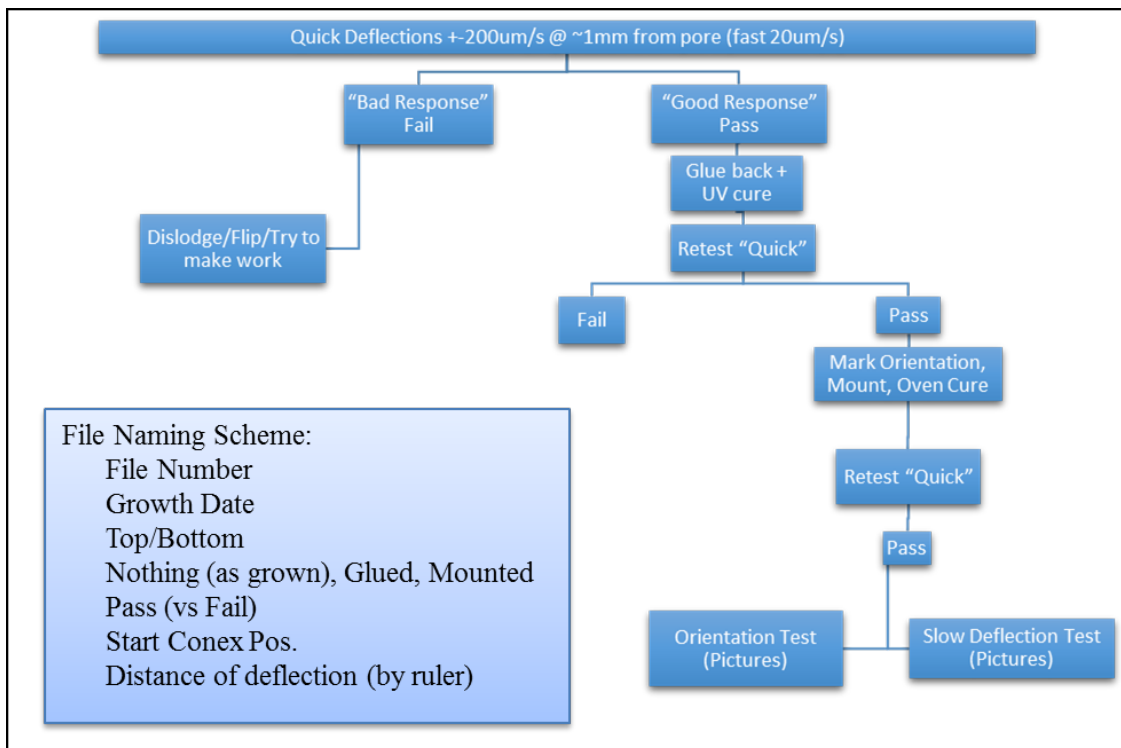 Quick Deflections +-200um/s @ ~1mm from pore (fast 20um/s)
“Bad Response”
Fail
“Good Response”
Pass
Glue back +
UV cure
Dislodge/Flip/Try to
make work
Retest “Quick”
Fail
Pass
Mark Orientation,
Mount, Oven Cure
Retest “Quick”
Pass
Orientation Test
(Pictures)
Slow Deflection Test
(Pictures)
File Naming Scheme:
File Number
Growth Date
Top/Bottom
Nothing (as grown), Glued, Mounted
Pass (vs Fail)
Start Conex Pos.
Distance of deflection (by ruler)